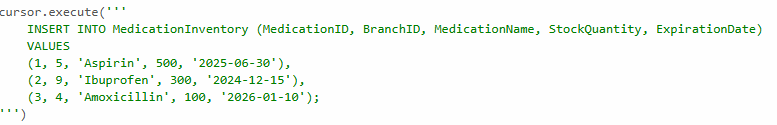 cursor.execute('''
    INSERT INTO MedicationInventory (MedicationID, BranchID, MedicationName, StockQuantity, ExpirationDate)
    VALUES
    (1, 5, 'Aspirin', 500, '2025-06-30'),
    (2, 9, 'Ibuprofen', 300, '2024-12-15'),
    (3, 4, 'Amoxicillin', 100, '2026-01-10');
''')